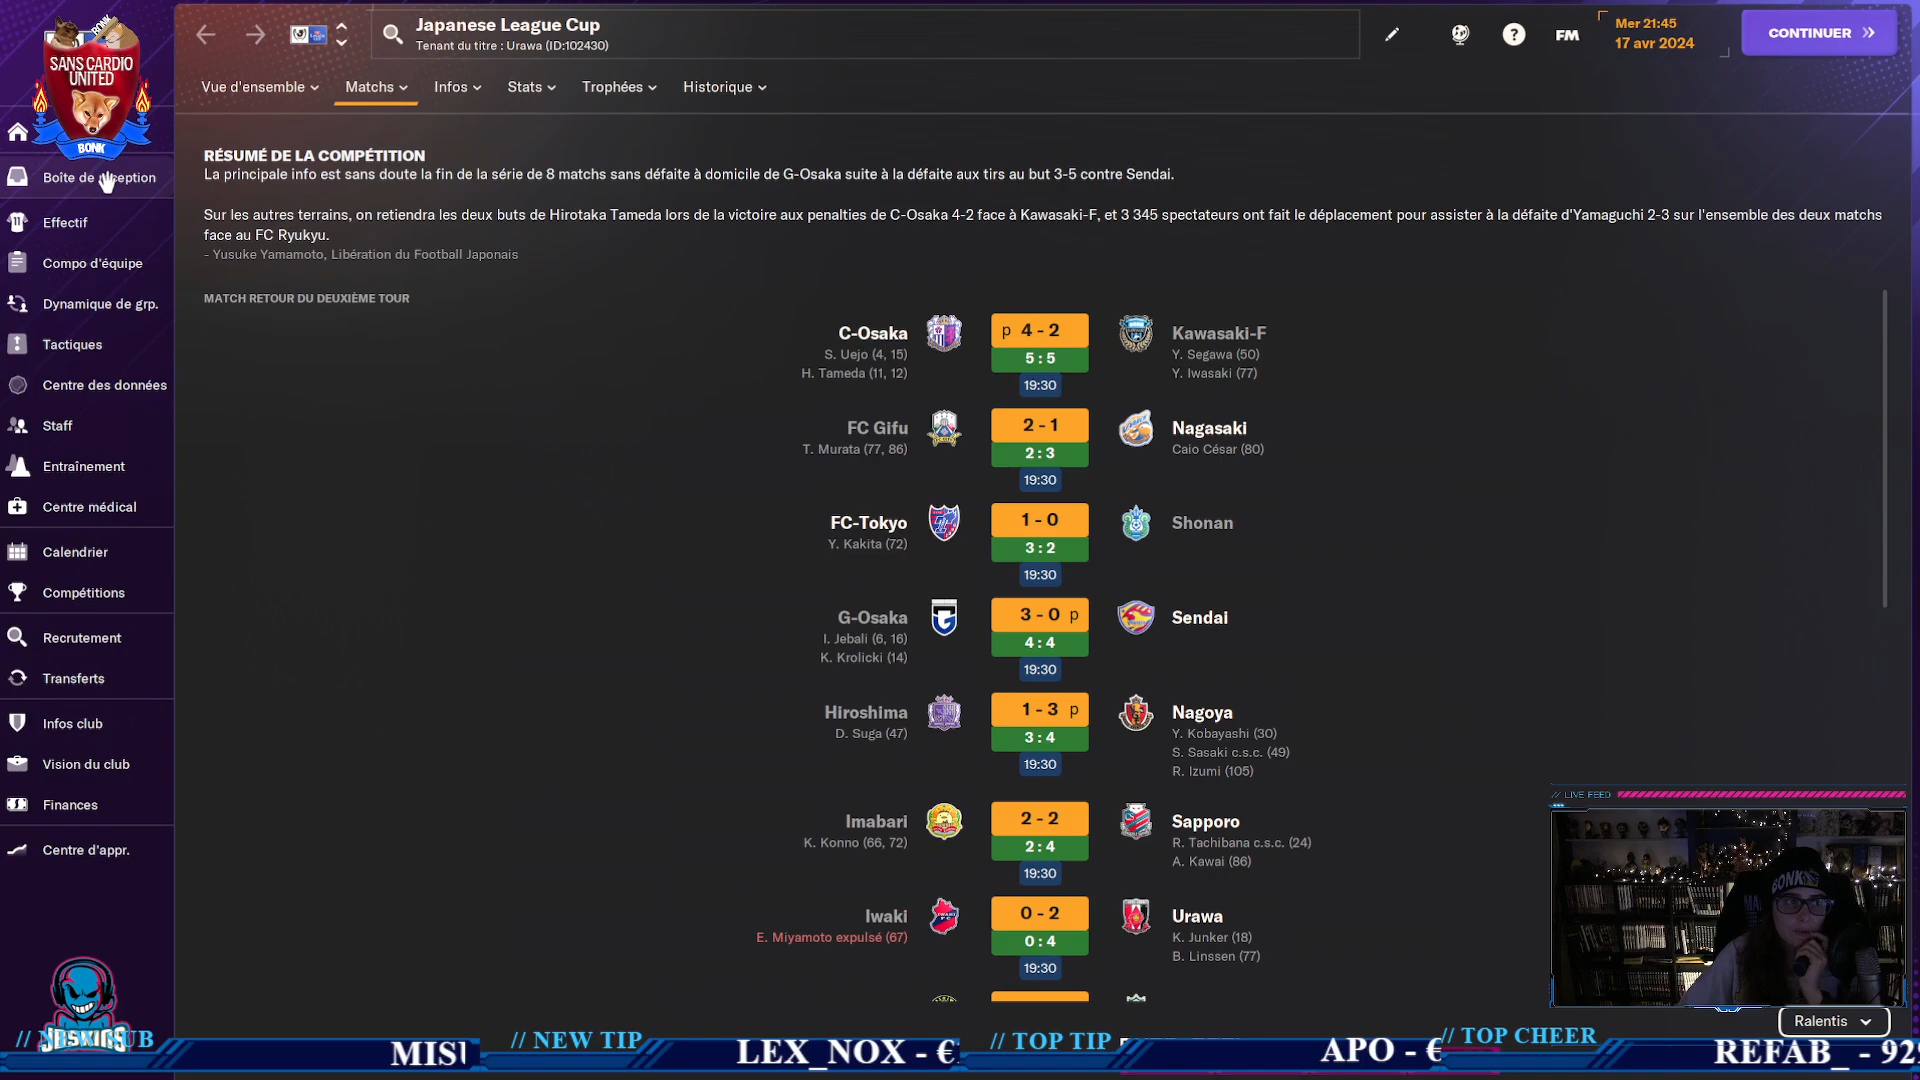 SANS CARDIO
UNITED
BONK
BONK
Japanese League Cup
Tenant du titre : Urawa (ID:102430)
FM
Mer 21:45
17 avr 2024
CONTINUER
Vue d'ensemble
Matchs
Infos
Stats
Trophées
Historique
Boîte de
Effectif
Compo d'équipe
Dynamique de grp.
Tactiques
Centre des données
Staff
Entraînement
Centre médical
Calendrier
Compétitions
Recrutement
Transferts
Infos club
Vision du club
Finances
Centre d'appr.
RÉSUMÉ DE LA COMPÉTITION
La principale info est sans doute la fin de la série de 8 matchs sans défaite à domicile de G-Osaka suite à la défaite aux tirs au but 3-5 contre Sendai.
Sur les autres terrains, on retiendra les deux buts de Hirotaka Tameda lors de la victoire aux penalties de C-Osaka 4-2 face à Kawasaki-F, et 3 345 spectateurs ont fait le déplacement pour assister à la défaite d'Yamaguchi 2-3 sur l'ensemble des deux matchs
face au FC Ryukyu.
- Yusuke Yamamoto, Libération du Football Japonais
MATCH RETOUR DU DEUXIÈME TOUR
C-Osaka p 4 - 2 Kawasaki-F
S. Uejo (4, 15) 5 : 5 Y. Segawa (50)
H. Tameda (11, 12) 19:30 Y. Iwasaki (77)
FC Gifu 2 - 1 Nagasaki
T. Murata (77, 86) 2 : 3 Caio César (80)
19:30
FC-Tokyo 1 - 0 Shonan
Y. Kakita (72) 3 : 2
19:30
G-Osaka 3 - 0 p Sendai
I. Jebali (6, 16) 4 : 4
K. Krolicki (14) 19:30
Hiroshima 1 - 3 p Nagoya
D. Suga (47) 3 : 4 Y. Kobayashi (30)
S. Sasaki c.s.c. (49)
19:30 R. Izumi (105)
Imabari 2 - 2 Sapporo
K. Konno (66, 72) 2 : 4 R. Tachibana c.s.c. (24)
19:30 A. Kawai (86)
Iwaki 0 - 2 Urawa
E. Miyamoto expulsé (67) 0 : 4 K. Junker (18)
19:30 B. Linssen (77)
// LIVE FEED
BONK
Ralentis
// NEW SUB
// NEW TIP
// TOP TIP
// TOP CHEER
LEX_NOX - €
APO - €
REFAB_ - 929